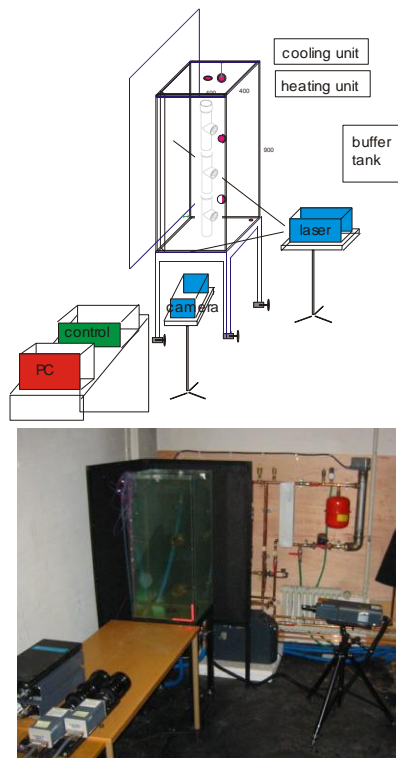 cooling unit
heating unit
400
400
900
buffer
tank
laser
camera
control
PC